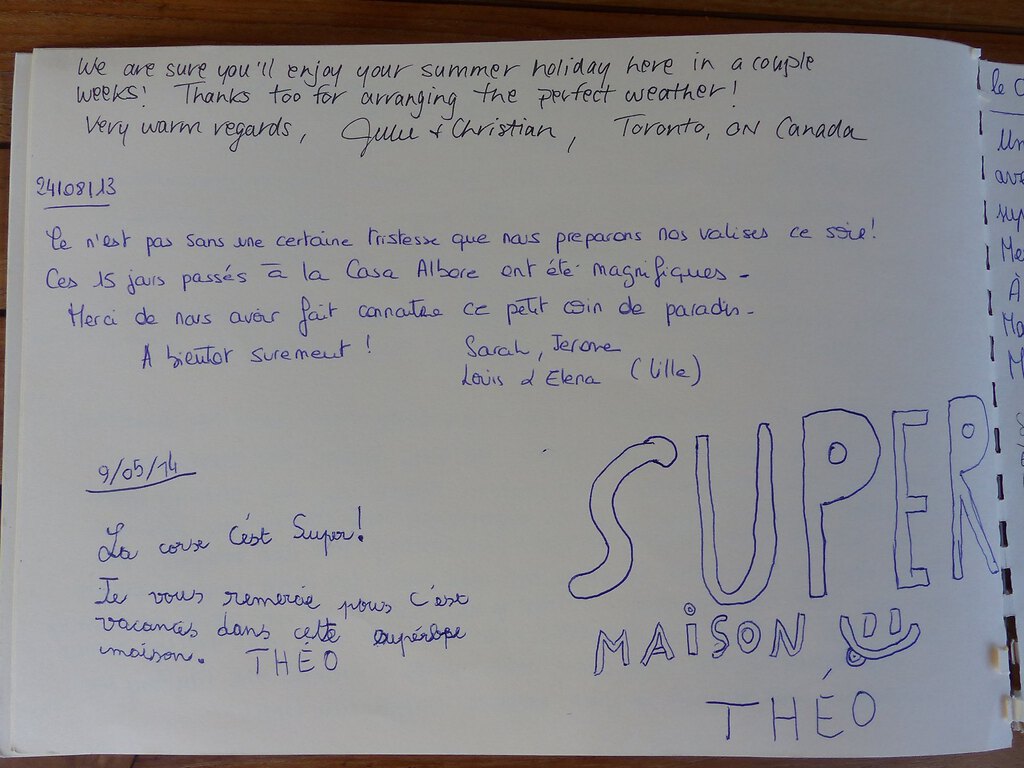 We are sure you'll enjoy your summer holiday here in a couple
weeks! Thanks too for arranging the perfect weather!
Very warm regards, Julie + Christian, Toronto, ON Canada
24/08/13
Ce n'est pas sans une certaine tristesse que nous preparons nos valises ce soir!
Ces 15 jours passés à la Casa Albore ont été magnifiques -
Merci de nous avoir fait connaitre ce petit coin de paradis -
A bientot surement !
Sarah, Jerome
Louis & Elena (Lille)
9/05/14
La corse c'est Super!
Je vous remercie pour c'est
vacances dans cette superbe
maison. THÉO
SUPER
MAiSON
THÉO
le
Un
ava
sup
Me
À
Ma
M